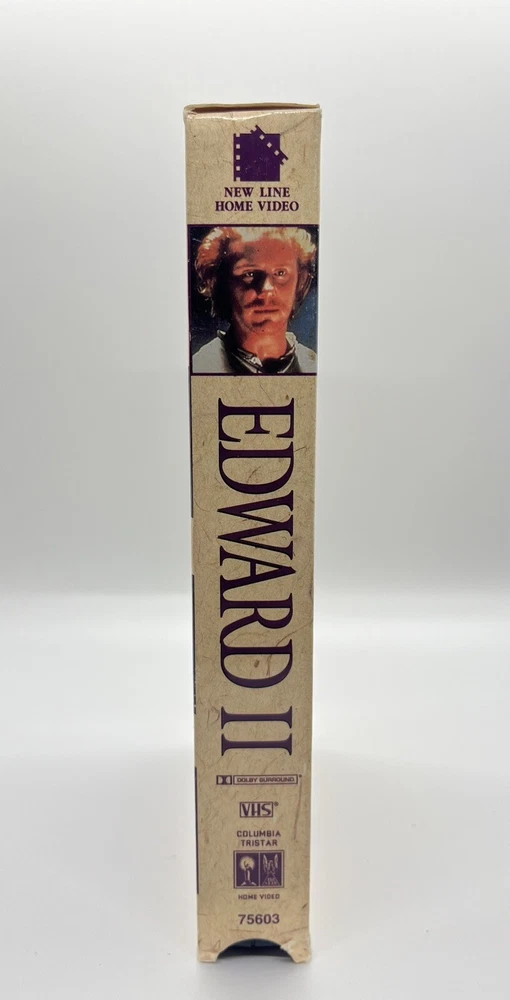 NEW LINE
HOME VIDEO
EDWARD II
DOLBY SURROUND
VHS
COLUMBIA
TRISTAR
HOME VIDEO
75603